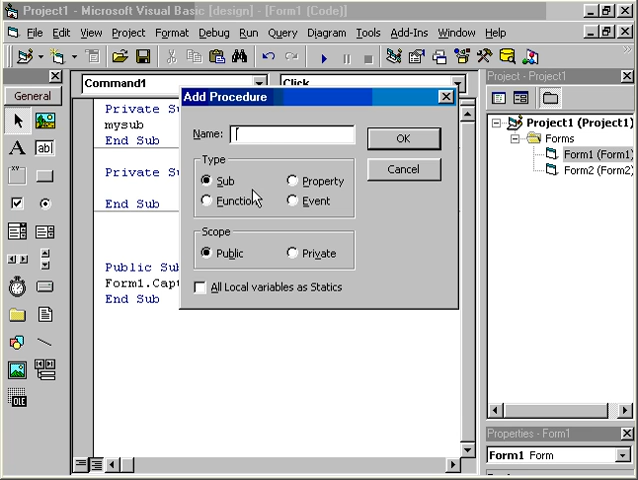 Project1 - Microsoft Visual Basic [design] - [Form1 (Code)]
File Edit View Project Format Debug Run Query Diagram Tools Add-Ins Window Help
General
Command1
Click
Private Su
mysub
End Sub
Private Su
End Sub
Public Sub
Form1.Capt
End Sub
Add Procedure
Name:
OK
Cancel
Type
Sub
Property
Function
Event
Scope
Public
Private
All Local variables as Statics
A
ab|
xv
OLE
Project - Project1
Project1 (Project1)
Forms
Form1 (Form1)
Form2 (Form2)
Properties - Form1
Form1 Form